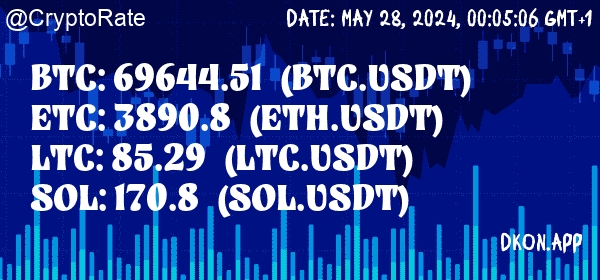 @CryptoRate
DATE: MAY 28, 2024, 00:05:06 GMT+1
BTC: 69644.51 (BTC.USDT)
ETC: 3890.8 (ETH.USDT)
LTC: 85.29 (LTC.USDT)
SOL: 170.8 (SOL.USDT)
DKON.APP